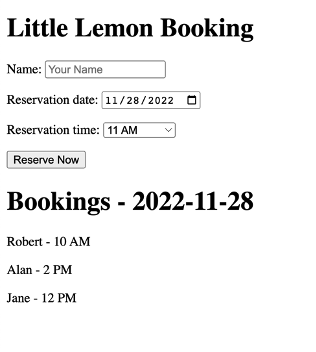 Little Lemon Booking
Name: Your Name
Reservation date: 11/28/2022
Reservation time: 11 AM
Reserve Now
Bookings - 2022-11-28
Robert - 10 AM
Alan - 2 PM
Jane - 12 PM